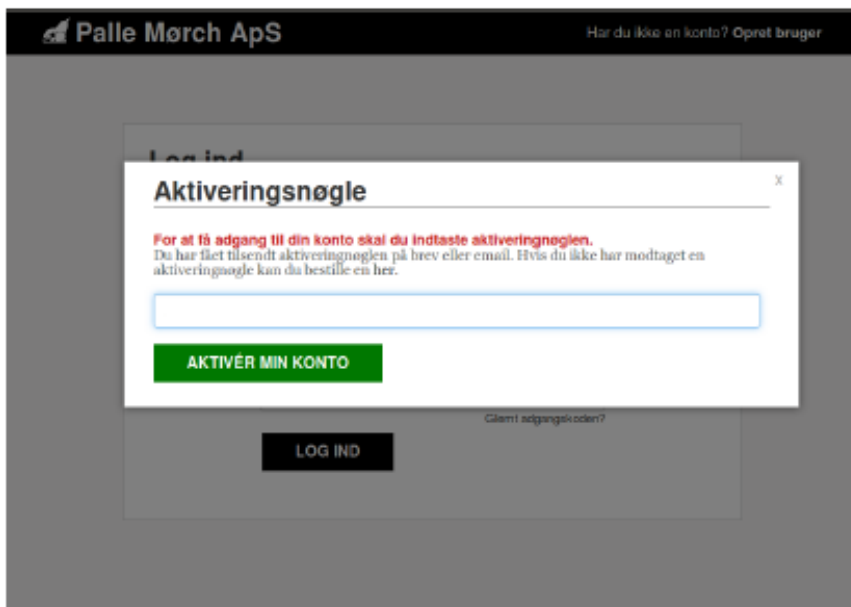 Palle Mørch ApS
Har du ikke en konto? Opret bruger
Log ind
Aktiveringsnøgle
X
For at få adgang til din konto skal du indtaste aktiveringnøglen.
Du har fået tilsendt aktiveringnøglen på brev eller email. Hvis du ikke har modtaget en
aktiveringnøgle kan du bestille en her.
AKTIVÉR MIN KONTO
Glemt adgangskoden?
LOG IND